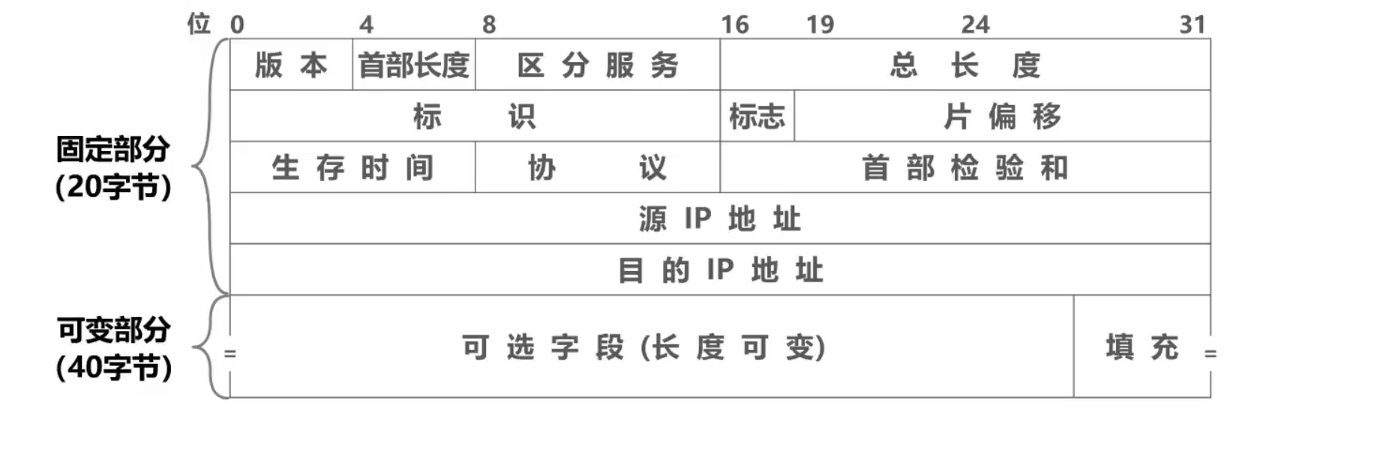 位 0 4 8 16 19 24 31
版 本 首部长度 区 分 服 务 总 长 度
标 识 标志 片 偏 移
固定部分
(20字节)
生 存 时 间 协 议 首 部 检 验 和
源 IP 地 址
目 的 IP 地 址
可变部分
(40字节)
= 可 选 字 段 (长 度 可 变) 填 充 =